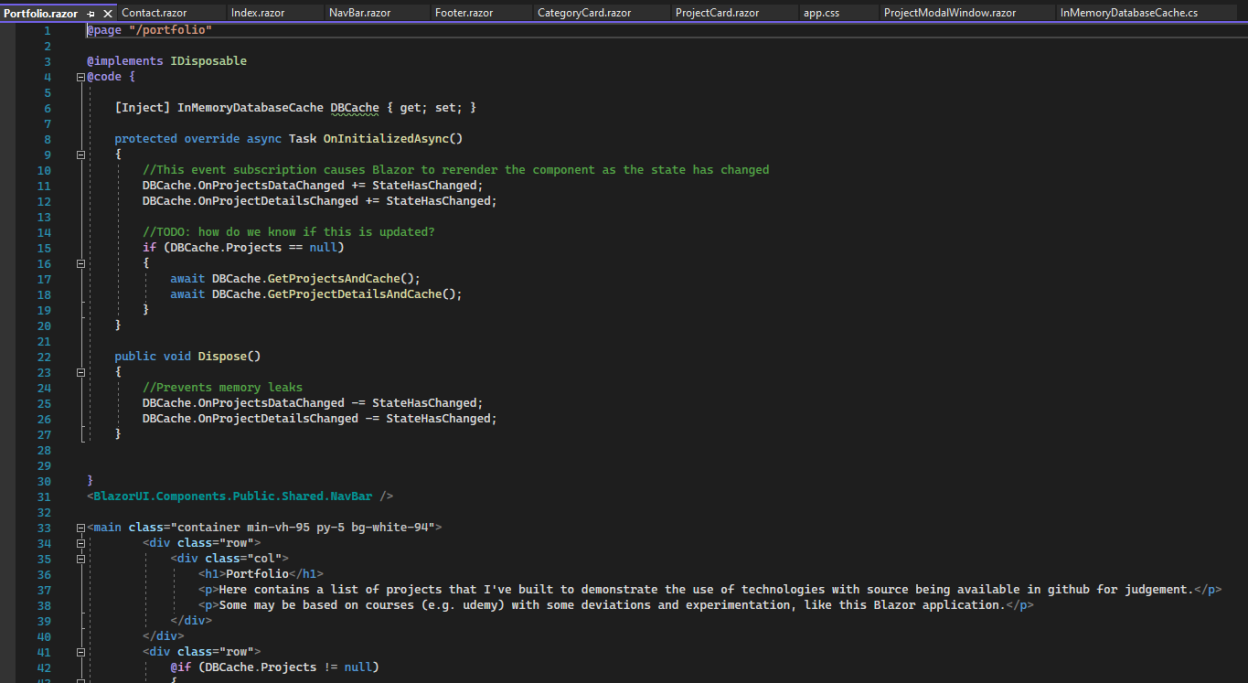 Portfolio.razor Contact.razor Index.razor NavBar.razor Footer.razor CategoryCard.razor ProjectCard.razor app.css ProjectModalWindow.razor InMemoryDatabaseCache.cs
1 @page "/portfolio"
2
3 @implements IDisposable
4 @code {
5
6 [Inject] InMemoryDatabaseCache DBCache { get; set; }
7
8 protected override async Task OnInitializedAsync()
9 {
10 //This event subscription causes Blazor to rerender the component as the state has changed
11 DBCache.OnProjectsDataChanged += StateHasChanged;
12 DBCache.OnProjectDetailsChanged += StateHasChanged;
13
14 //TODO: how do we know if this is updated?
15 if (DBCache.Projects == null)
16 {
17 await DBCache.GetProjectsAndCache();
18 await DBCache.GetProjectDetailsAndCache();
19 }
20 }
21
22 public void Dispose()
23 {
24 //Prevents memory leaks
25 DBCache.OnProjectsDataChanged -= StateHasChanged;
26 DBCache.OnProjectDetailsChanged -= StateHasChanged;
27 }
28
29
30 }
31 <BlazorUI.Components.Public.Shared.NavBar />
32
33 <main class="container min-vh-95 py-5 bg-white-94">
34 <div class="row">
35 <div class="col">
36 <h1>Portfolio</h1>
37 <p>Here contains a list of projects that I've built to demonstrate the use of technologies with source being available in github for judgement.</p>
38 <p>Some may be based on courses (e.g. udemy) with some deviations and experimentation, like this Blazor application.</p>
39 </div>
40 </div>
41 <div class="row">
42 @if (DBCache.Projects != null)
43 {